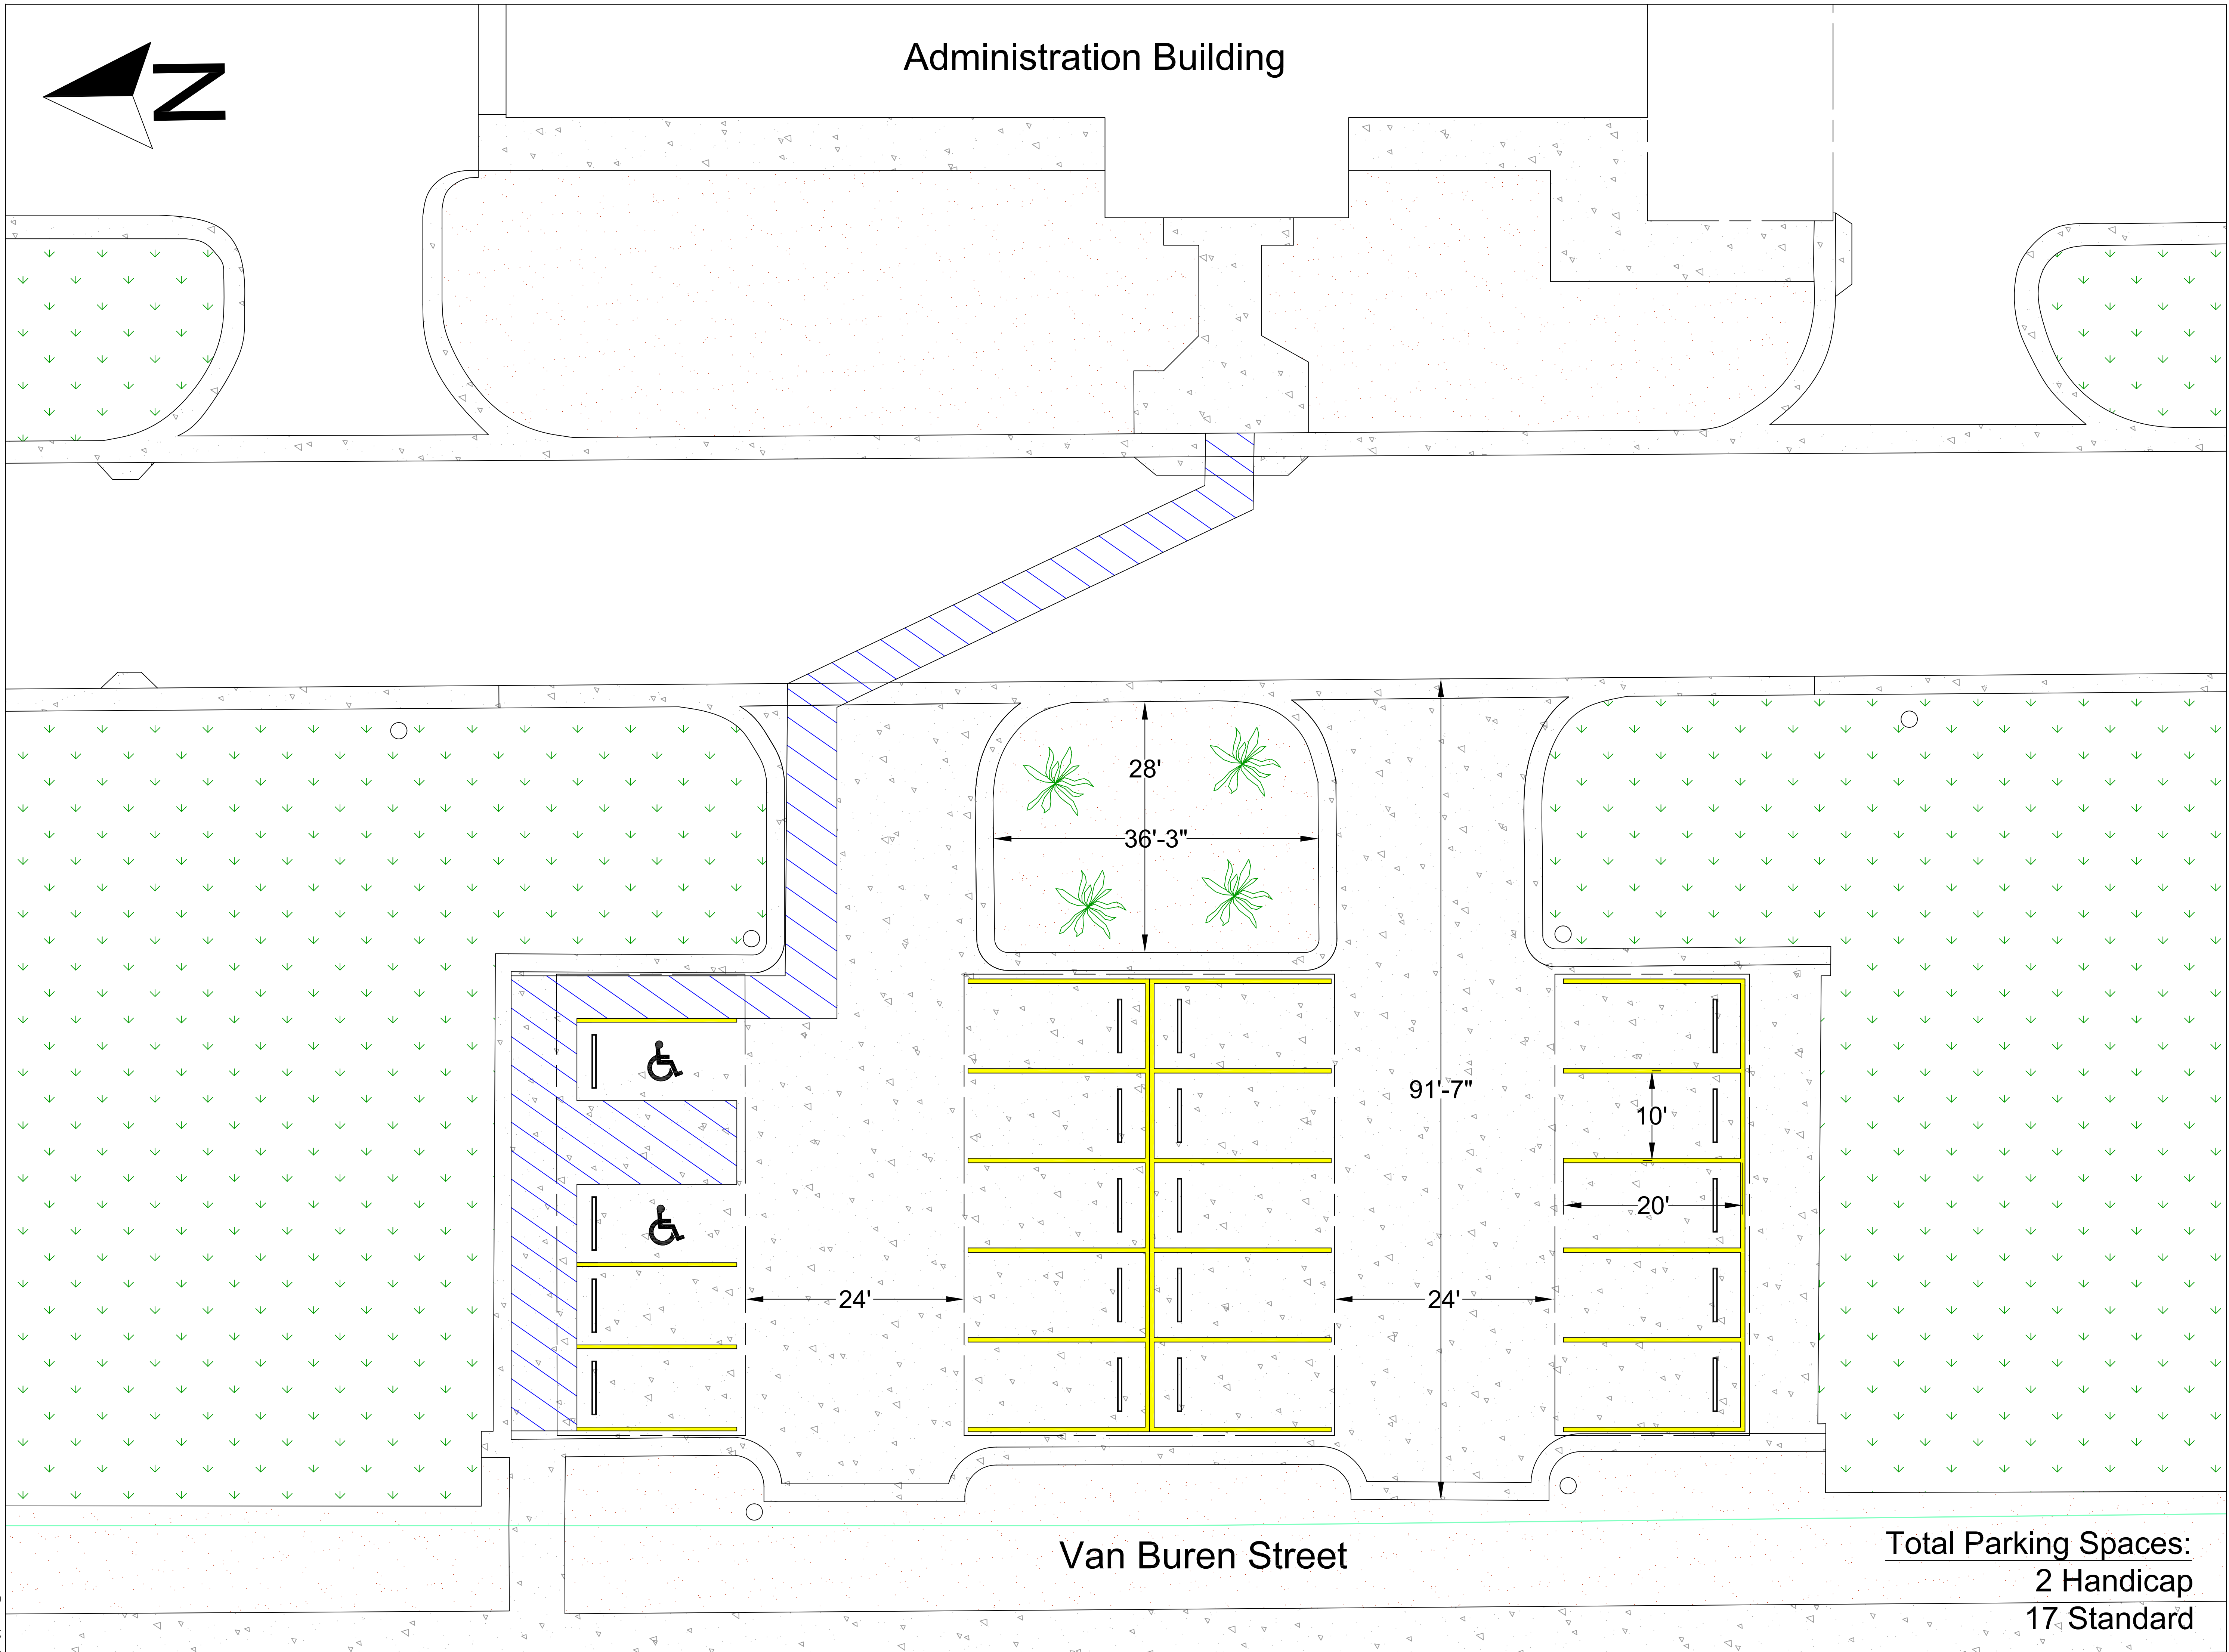 N
Administration Building
28'
36'-3"
91'-7"
10'
20'
24'
24'
Van Buren Street
Total Parking Spaces:
2 Handicap
17 Standard